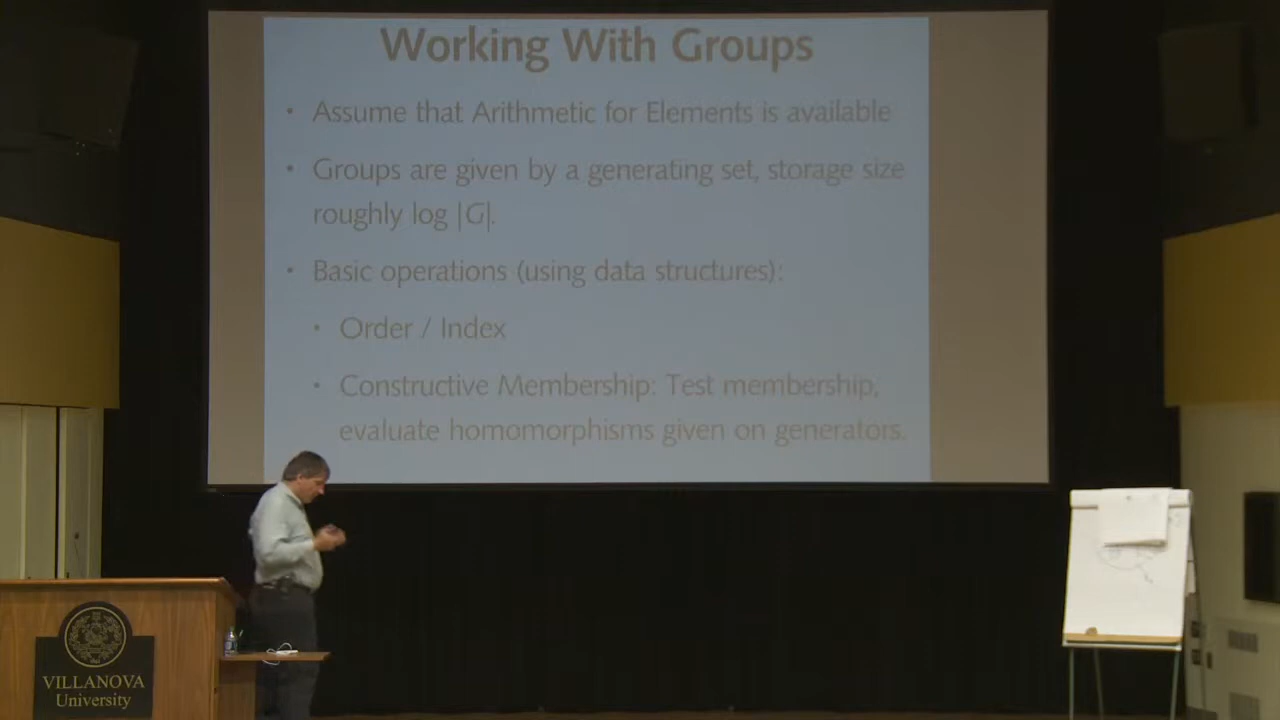 Working With Groups
• Assume that Arithmetic for Elements is available
• Groups are given by a generating set, storage size
roughly log |G|.
• Basic operations (using data structures):
• Order / Index
• Constructive Membership: Test membership,
evaluate homomorphisms given on generators.
VILLANOVA
University